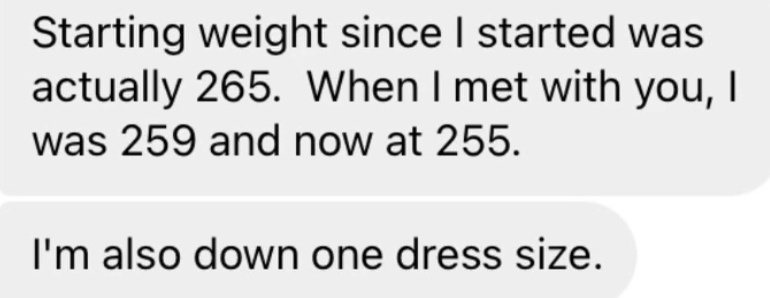 Starting weight since I started was
actually 265.  When I met with you, I
was 259 and now at 255.
I'm also down one dress size.